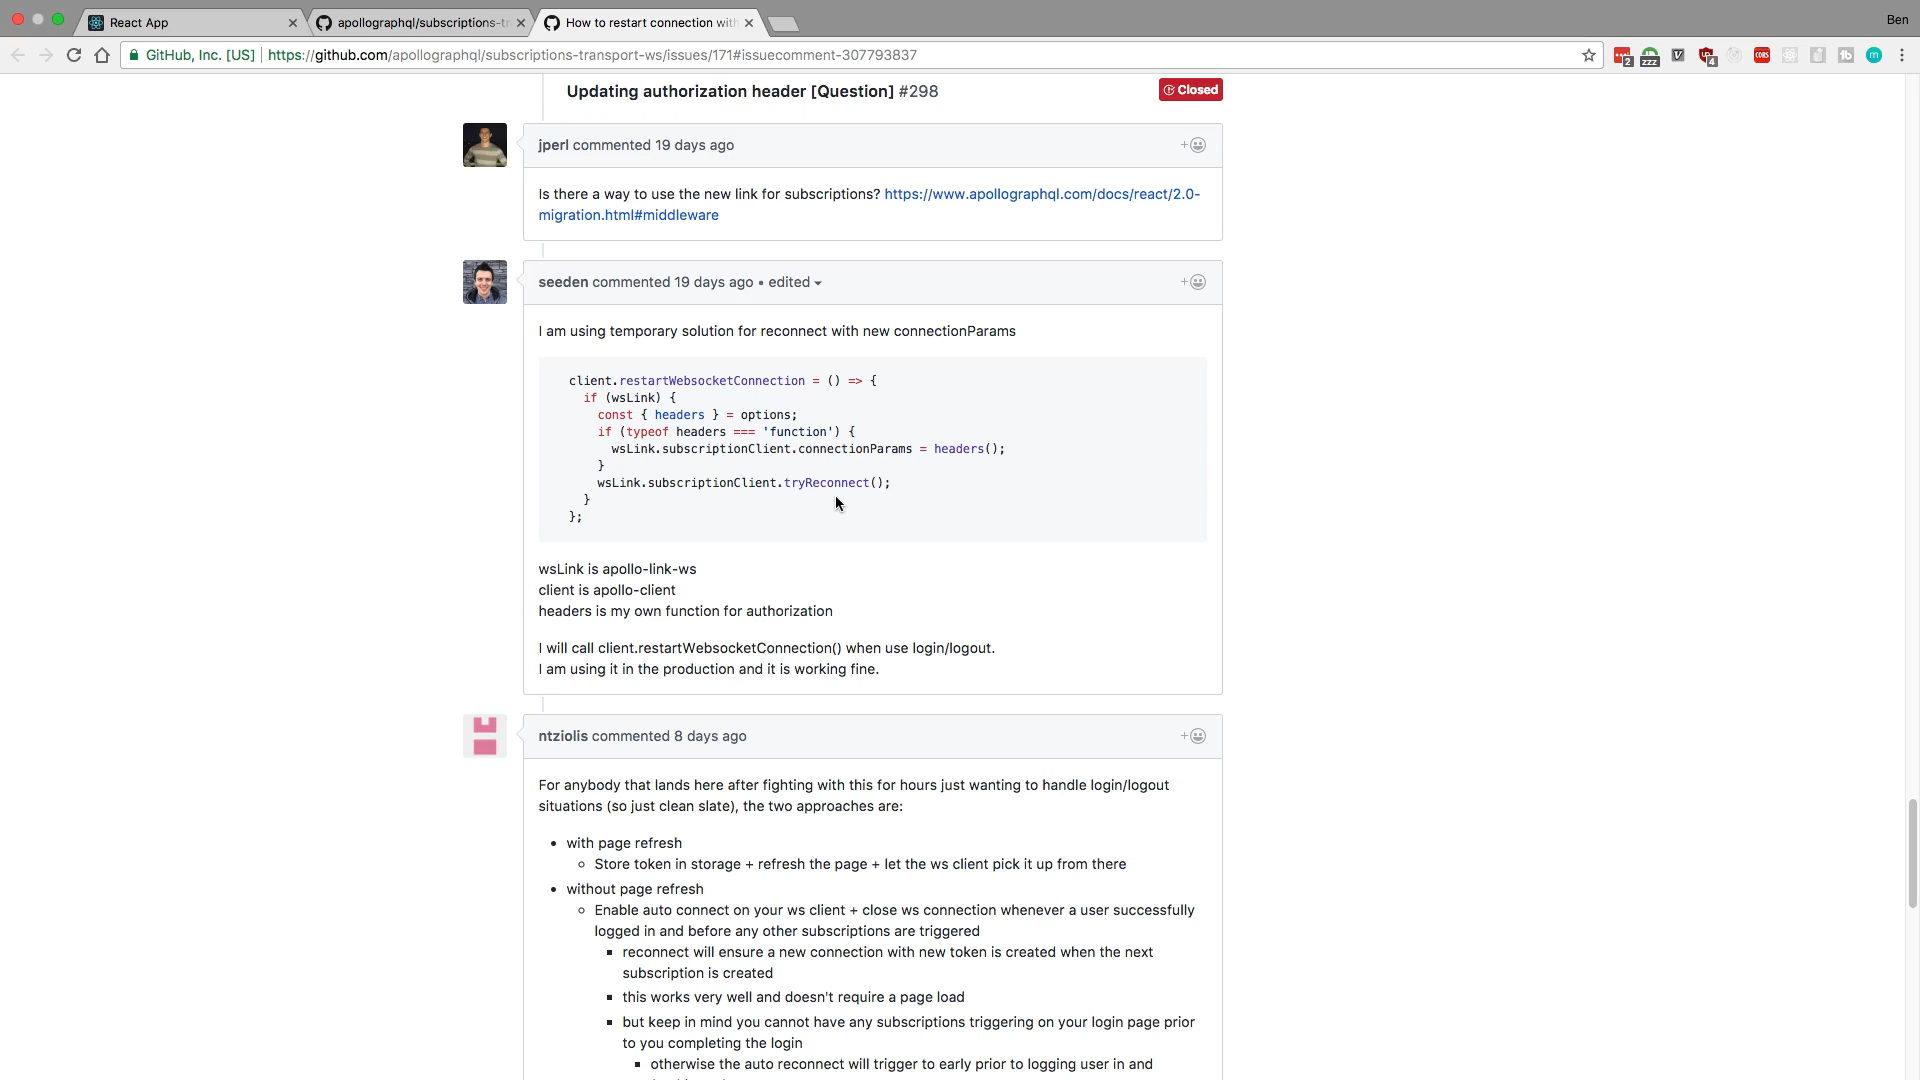 React App
apollographql/subscriptions-tr
How to restart connection with
Ben
GitHub, Inc. [US] https://github.com/apollographql/subscriptions-transport-ws/issues/171#issuecomment-307793837
2
zzz
4
CORS
m
Updating authorization header [Question] #298
Closed
jperl commented 19 days ago
Is there a way to use the new link for subscriptions? https://www.apollographql.com/docs/react/2.0-
migration.html#middleware
seeden commented 19 days ago • edited
I am using temporary solution for reconnect with new connectionParams
client.restartWebsocketConnection = () => {
if (wsLink) {
const { headers } = options;
if (typeof headers === 'function') {
wsLink.subscriptionClient.connectionParams = headers();
}
wsLink.subscriptionClient.tryReconnect();
}
};
wsLink is apollo-link-ws
client is apollo-client
headers is my own function for authorization
I will call client.restartWebsocketConnection() when use login/logout.
I am using it in the production and it is working fine.
ntziolis commented 8 days ago
For anybody that lands here after fighting with this for hours just wanting to handle login/logout
situations (so just clean slate), the two approaches are:
• with page refresh
◦ Store token in storage + refresh the page + let the ws client pick it up from there
• without page refresh
◦ Enable auto connect on your ws client + close ws connection whenever a user successfully
logged in and before any other subscriptions are triggered
▪ reconnect will ensure a new connection with new token is created when the next
subscription is created
▪ this works very well and doesn't require a page load
▪ but keep in mind you cannot have any subscriptions triggering on your login page prior
to you completing the login
▪ otherwise the auto reconnect will trigger to early prior to logging user in and